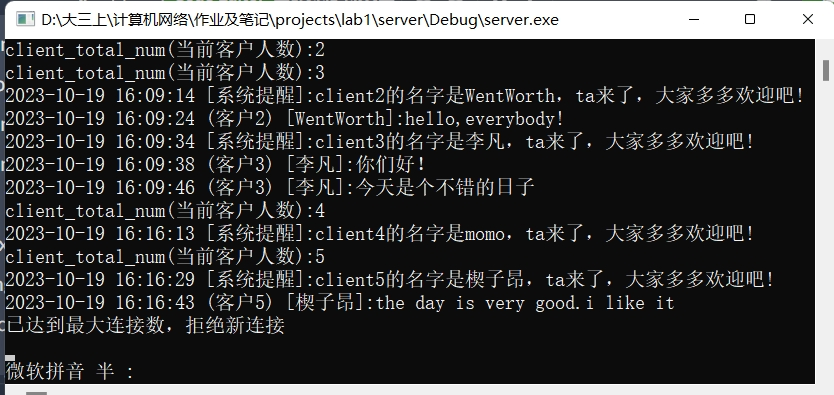 D:\大三上\计算机网络\作业及笔记\projects\lab1\server\Debug\server.exe
client_total_num(当前客户人数):2
client_total_num(当前客户人数):3
2023-10-19 16:09:14 [系统提醒]:client2的名字是WentWorth，ta来了，大家多多欢迎吧！
2023-10-19 16:09:24 (客户2) [WentWorth]:hello,everybody!
2023-10-19 16:09:34 [系统提醒]:client3的名字是李凡，ta来了，大家多多欢迎吧！
2023-10-19 16:09:38 (客户3) [李凡]:你们好！
2023-10-19 16:09:46 (客户3) [李凡]:今天是个不错的日子
client_total_num(当前客户人数):4
2023-10-19 16:16:13 [系统提醒]:client4的名字是momo，ta来了，大家多多欢迎吧！
client_total_num(当前客户人数):5
2023-10-19 16:16:29 [系统提醒]:client5的名字是楔子昂，ta来了，大家多多欢迎吧！
2023-10-19 16:16:43 (客户5) [楔子昂]:the day is very good.i like it
已达到最大连接数，拒绝新连接
微软拼音 半 :